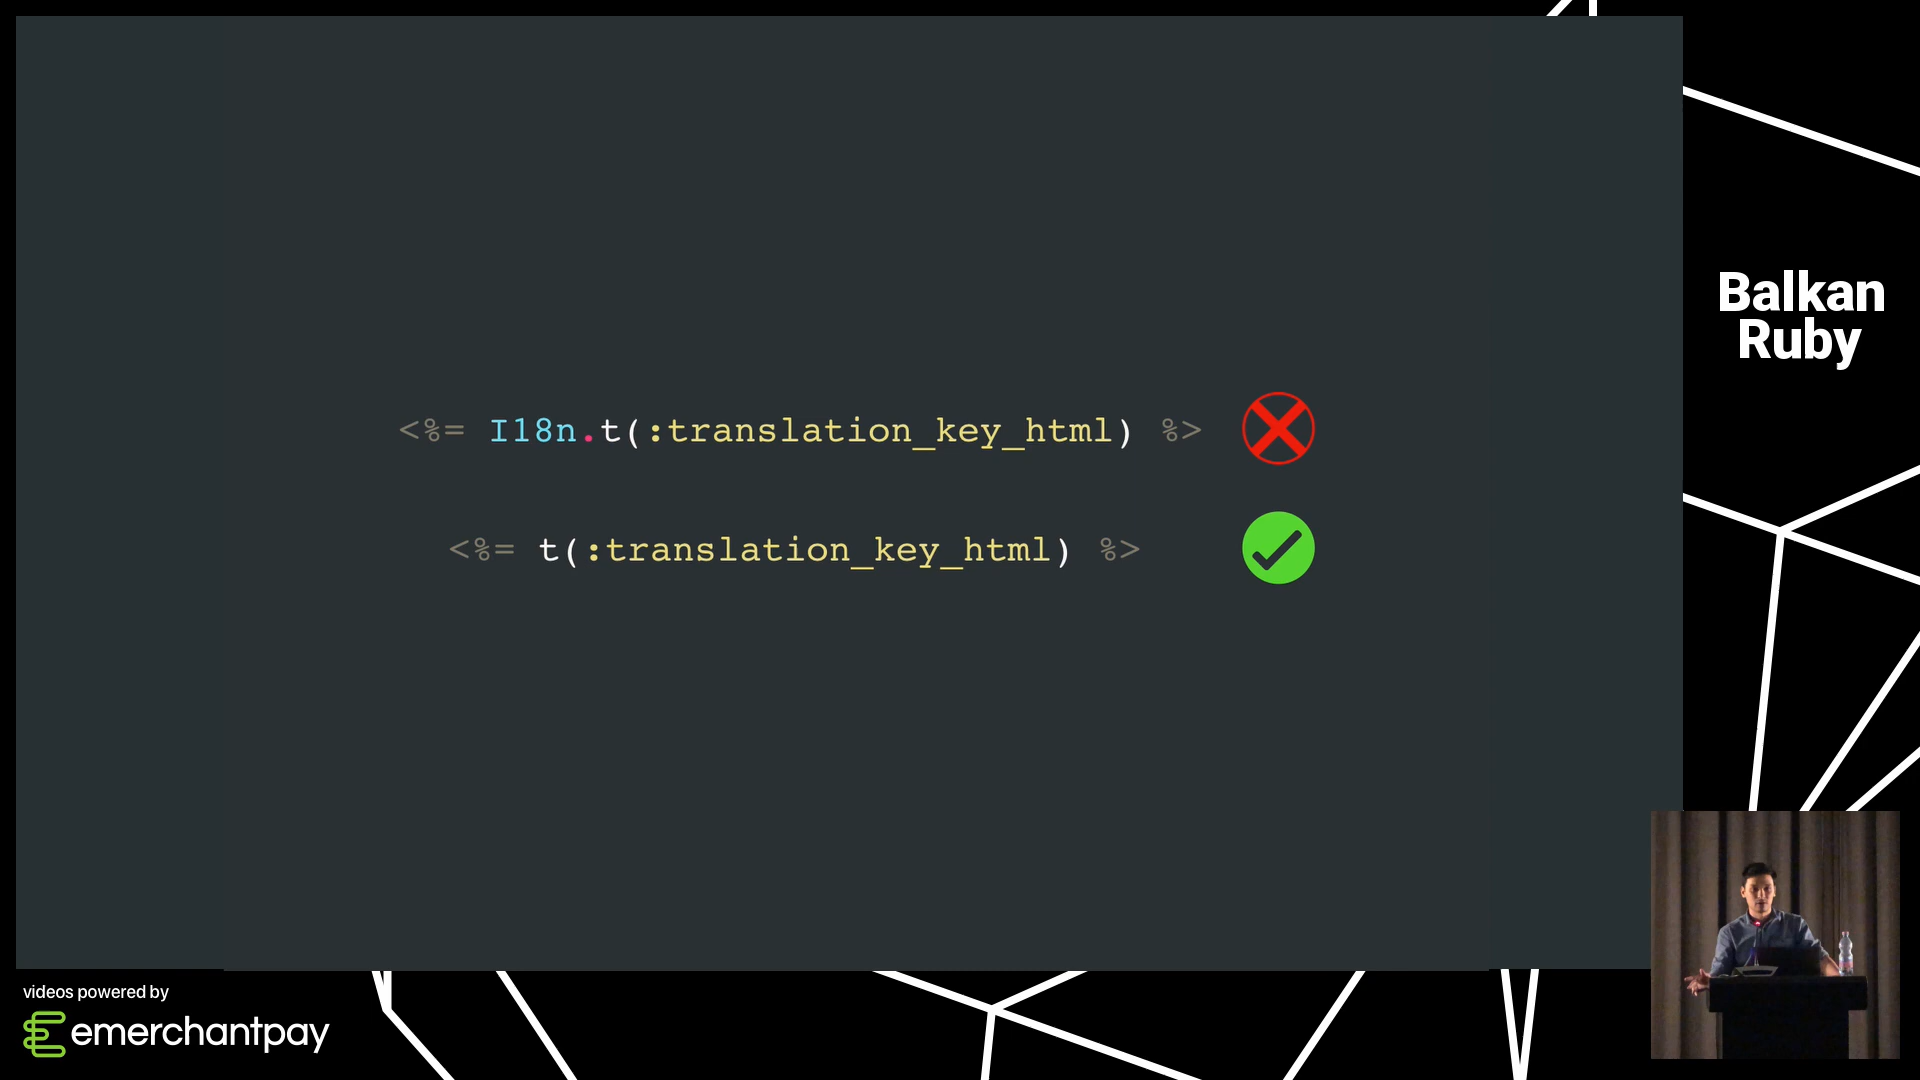 <%= I18n.t(:translation_key_html) %>
<%= t(:translation_key_html) %>
Balkan
Ruby
videos powered by
emerchantpay